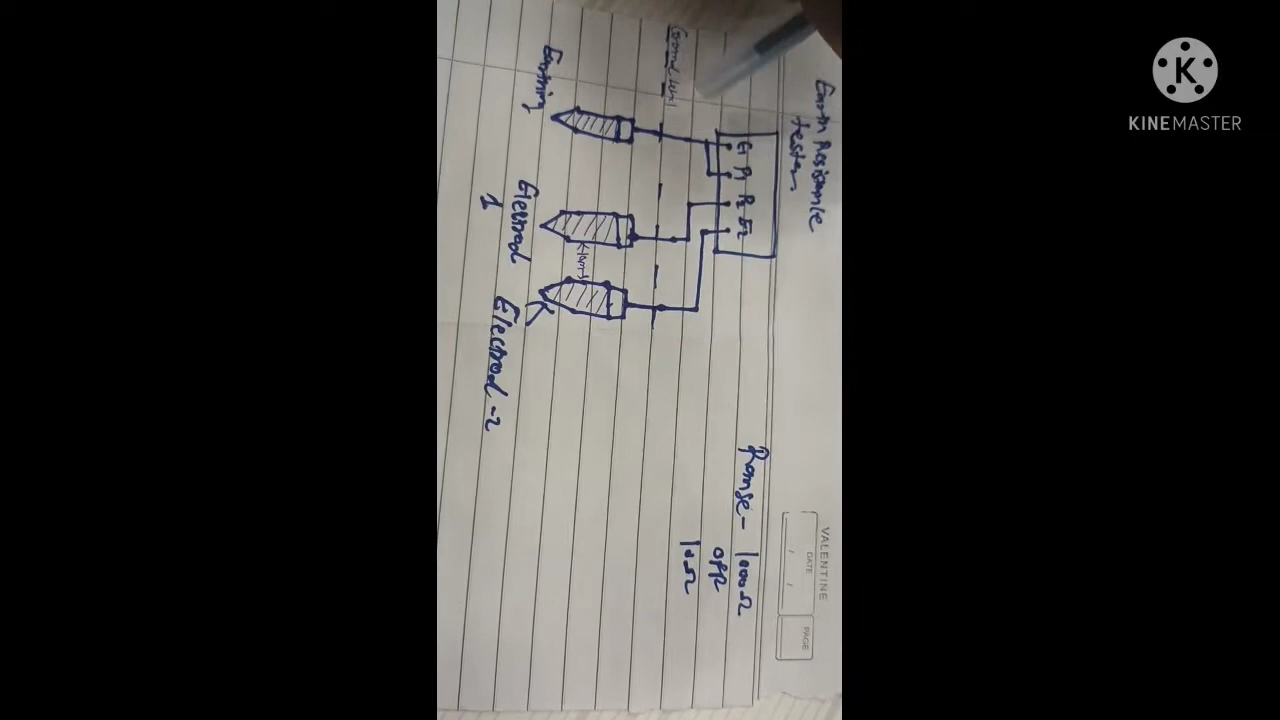 Earth Resistance
tester
VALENTINE
DATE / /
PAGE
E1 P1 P2 E2
Range - 1000Ω
OFF
10Ω
Earthing
Electrod
1
Electrod -2
KINEMASTER